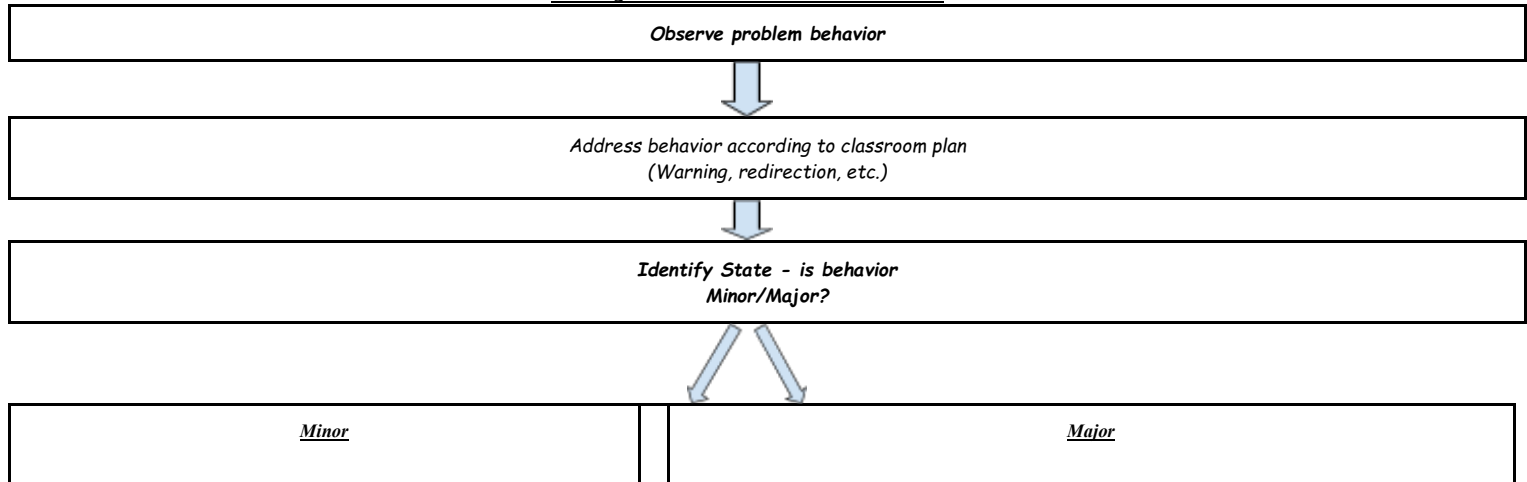 Observe problem behavior
Address behavior according to classroom plan
(Warning, redirection, etc.)
Identify State - is behavior
Minor/Major?
Minor
Major